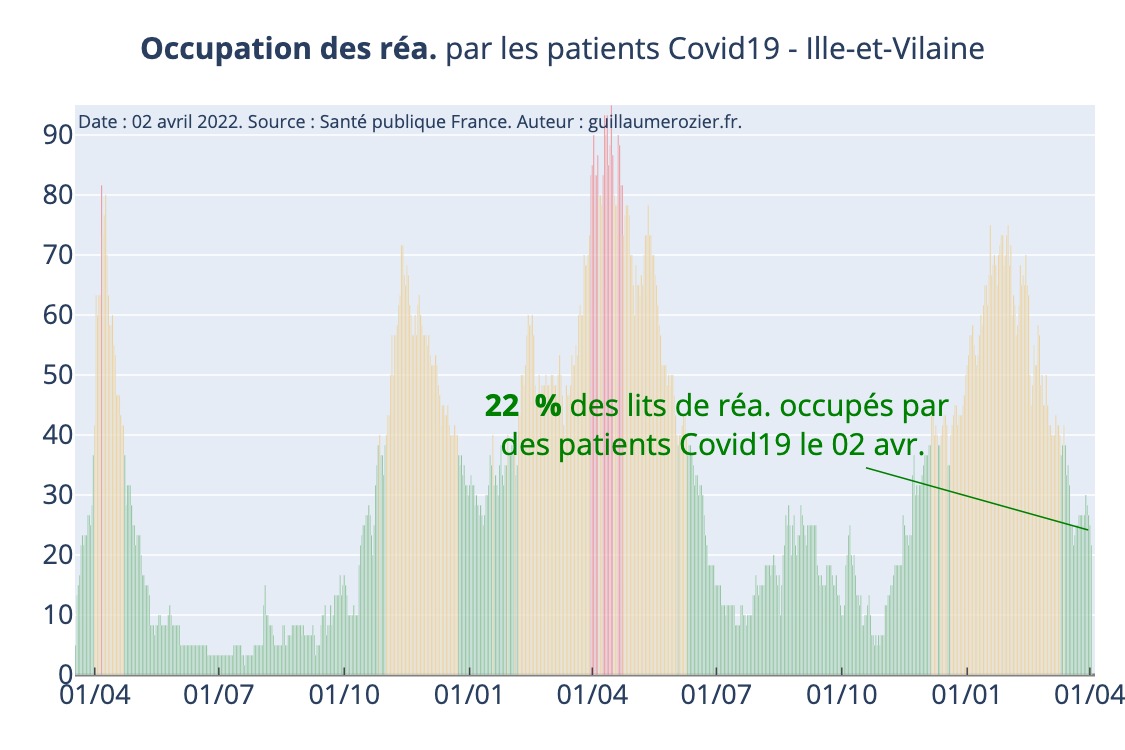 Occupation des réa. par les patients Covid19 - Ille-et-Vilaine
Date : 02 avril 2022. Source : Santé publique France. Auteur : guillaumerozier.fr.
90
80
70
60
50
40
30
20
10
0
22 % des lits de réa. occupés par
des patients Covid19 le 02 avr.
01/04 01/07 01/10 01/01 01/04 01/07 01/10 01/01 01/04